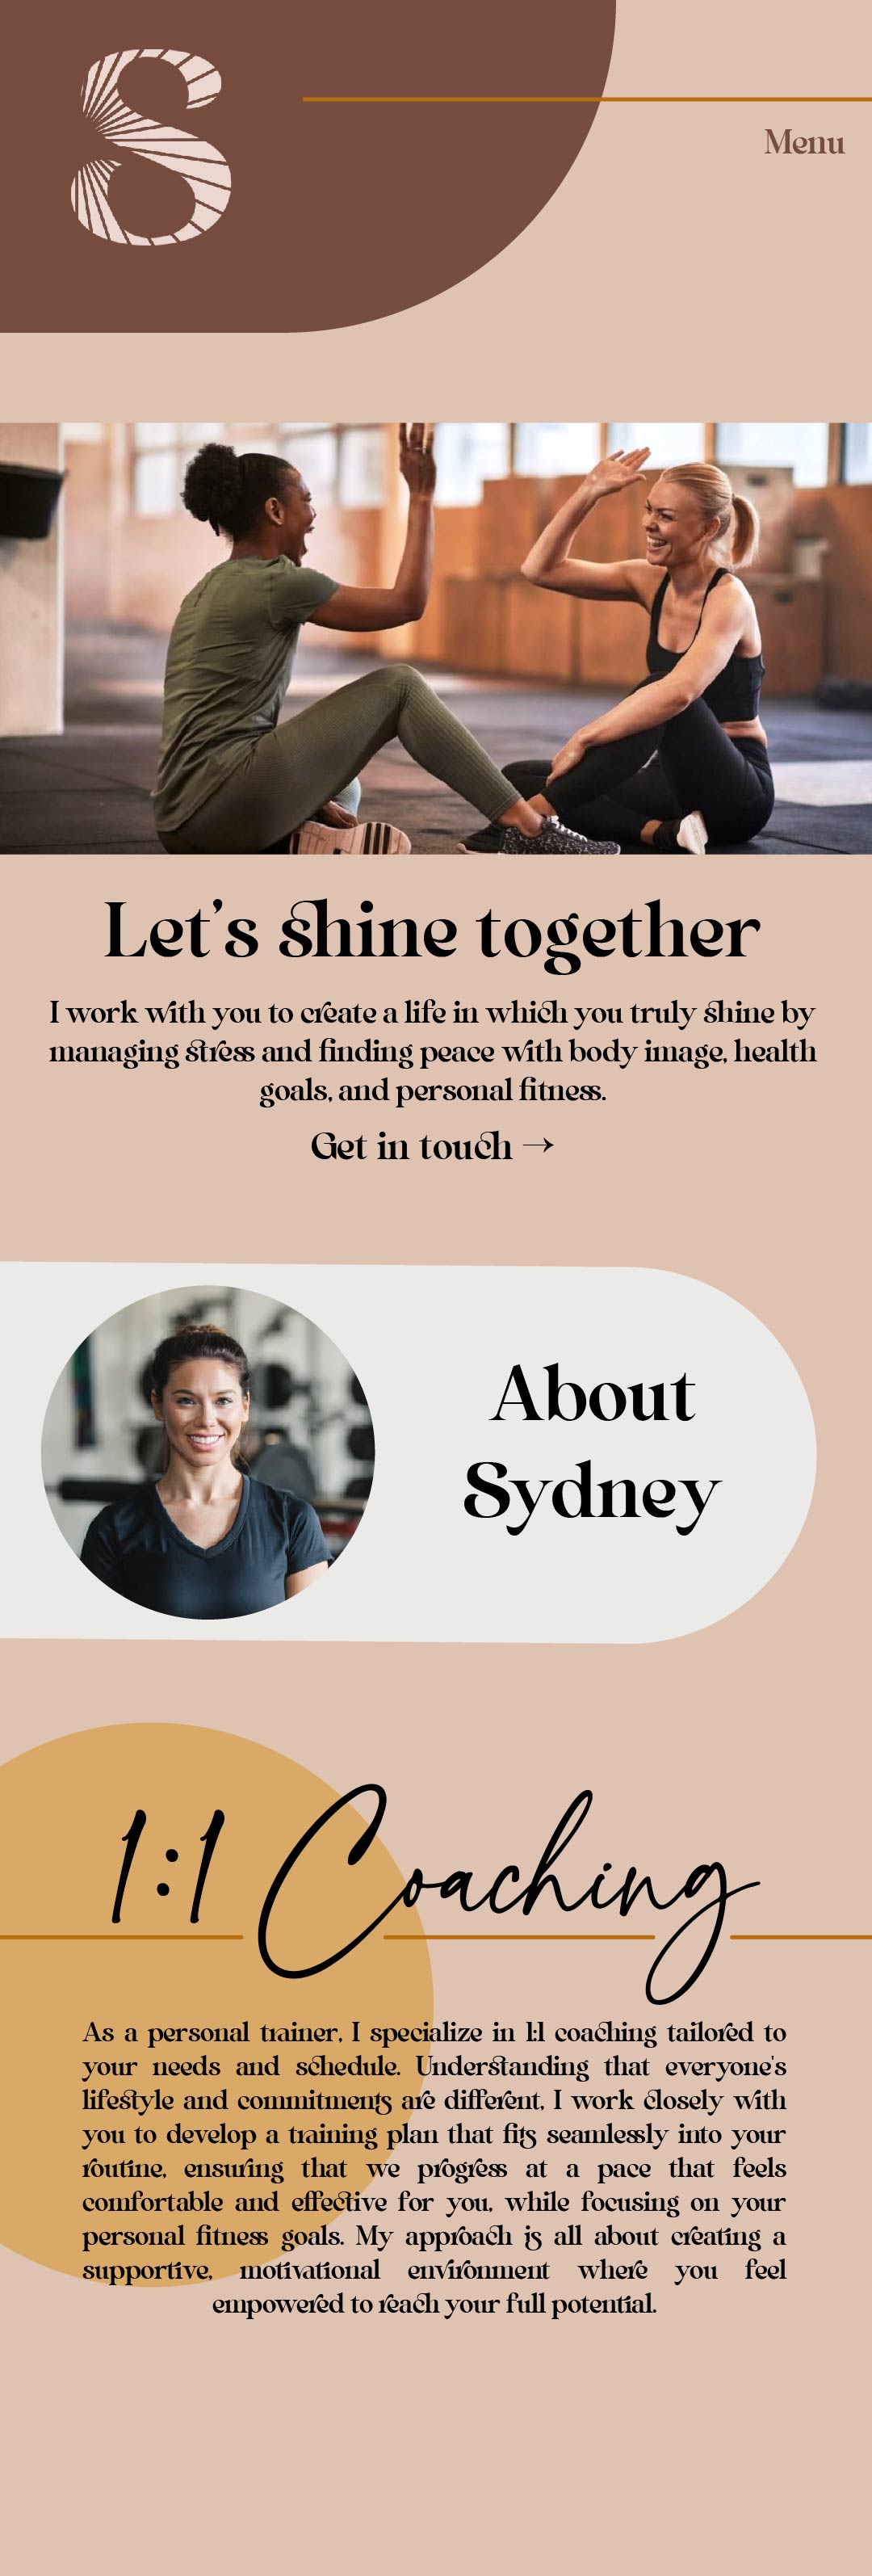 S
Menu
Let's shine together
I work with you to create a life in which you truly shine by
managing stress and finding peace with body image, health
goals, and personal fitness.
Get in touch →
About
Sydney
1:1 Coaching
As a personal trainer, I specialize in 1:1 coaching tailored to
your needs and schedule. Understanding that everyone's
lifestyle and commitments are different, I work closely with
you to develop a training plan that fits seamlessly into your
routine, ensuring that we progress at a pace that feels
comfortable and effective for you, while focusing on your
personal fitness goals. My approach is all about creating a
supportive, motivational environment where you feel
empowered to reach your full potential.